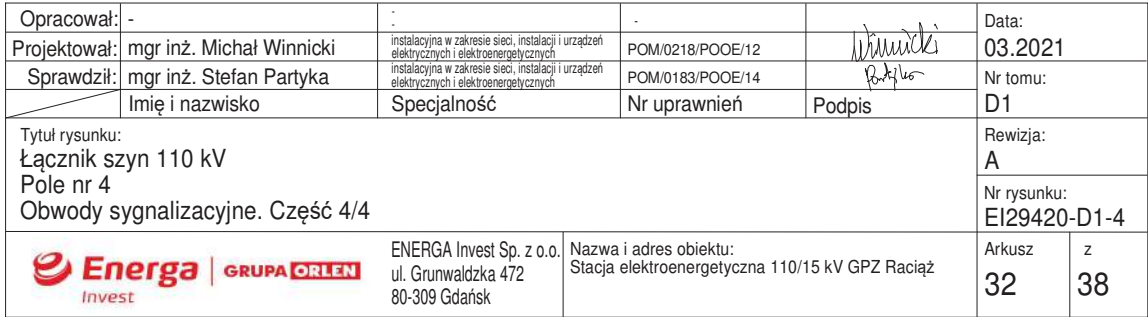 Opracował: - - - -
Projektował: mgr inż. Michał Winnicki instalacyjna w zakresie sieci, instalacji i urządzeń elektrycznych i elektroenergetycznych POM/0218/POOE/12 Winnicki
Sprawdził: mgr inż. Stefan Partyka instalacyjna w zakresie sieci, instalacji i urządzeń elektrycznych i elektroenergetycznych POM/0183/POOE/14 Partyka
Imię i nazwisko Specjalność Nr uprawnień Podpis
Data:
03.2021
Nr tomu:
D1
Tytuł rysunku:
Łącznik szyn 110 kV
Pole nr 4
Obwody sygnalizacyjne. Część 4/4
Rewizja:
A
Nr rysunku:
EI29420-D1-4
Energa | GRUPA ORLEN
Invest
ENERGA Invest Sp. z o.o.
ul. Grunwaldzka 472
80-309 Gdańsk
Nazwa i adres obiektu:
Stacja elektroenergetyczna 110/15 kV GPZ Raciąż
Arkusz z
32 38